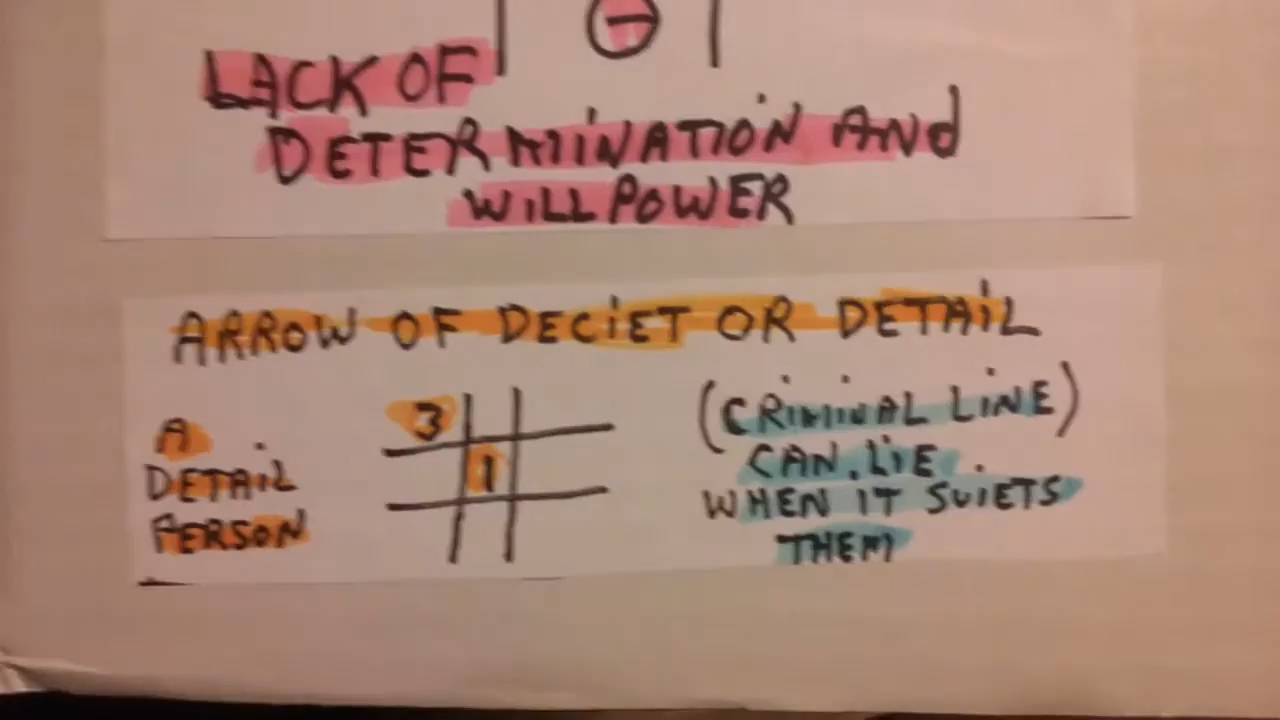 LACK OF
DETERMINATION AND
WILLPOWER
ARROW OF DECIET OR DETAIL
A
DETAIL
PERSON
3
1
(CRIMINAL LINE)
CAN LIE
WHEN IT SUIETS
THEM